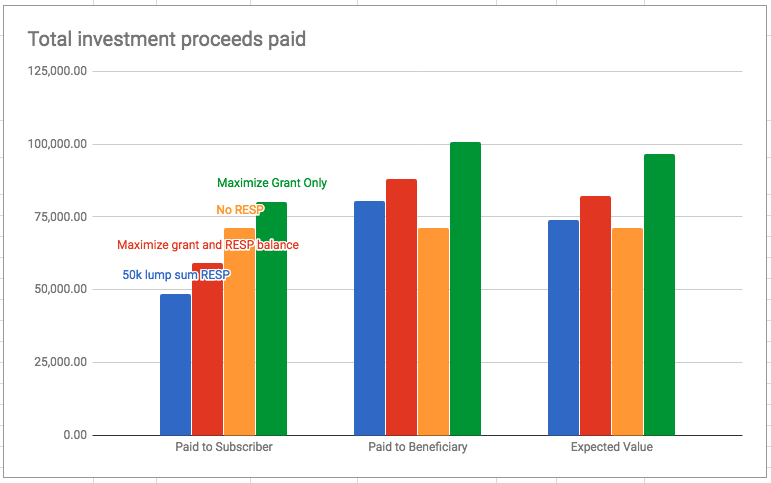 Total investment proceeds paid
125,000.00
100,000.00
Maximize Grant Only
No RESP
75,000.00
Maximize grant and RESP balance
50k lump sum RESP
50,000.00
25,000.00
0.00
Paid to Subscriber Paid to Beneficiary Expected Value